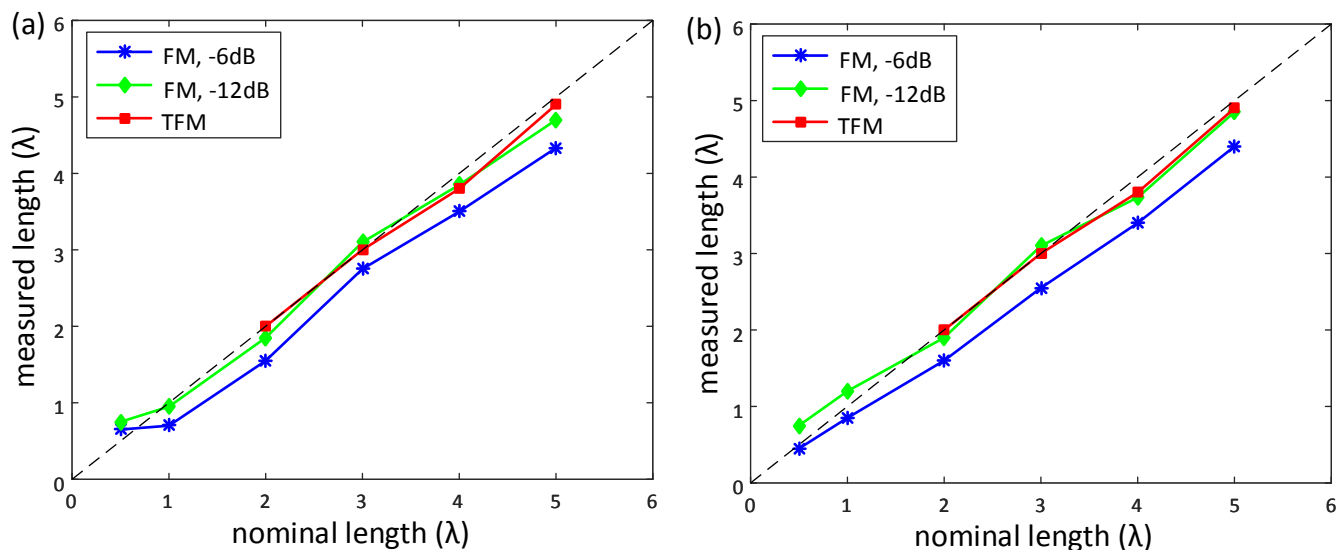 (a)
FM, -6dB
FM, -12dB
TFM
6
5
4
3
2
1
0
measured length (λ)
0 1 2 3 4 5 6
nominal length (λ)
(b)
FM, -6dB
FM, -12dB
TFM
6
5
4
3
2
1
0
measured length (λ)
0 1 2 3 4 5 6
nominal length (λ)